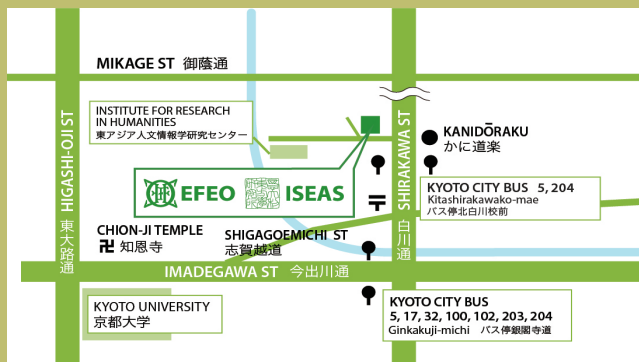 MIKAGE ST 御蔭通
HIGASHI-OJI ST 東大路通
INSTITUTE FOR RESEARCH
IN HUMANITIES
東アジア人文情報学研究センター
SHIRAKAWA ST 白川通
KANIDŌRAKU
かに道楽
EFEO ISEAS
KYOTO CITY BUS 5, 204
Kitashirakawako-mae
バス停北白川校前
CHION-JI TEMPLE
卍 知恩寺
SHIGAGOEMICHI ST
志賀越道
IMADEGAWA ST 今出川通
KYOTO UNIVERSITY
京都大学
KYOTO CITY BUS
5, 17, 32, 100, 102, 203, 204
Ginkakuji-michi バス停銀閣寺道